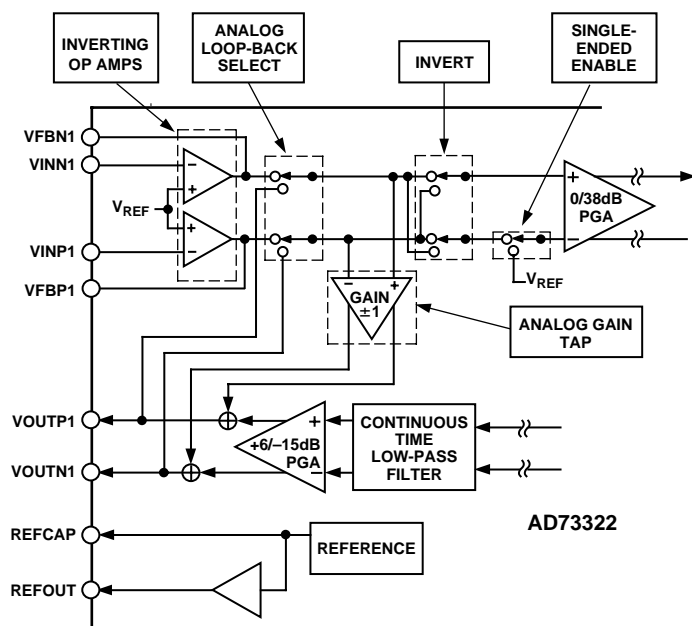 INVERTING
OP AMPS
ANALOG
LOOP-BACK
SELECT
INVERT
SINGLE-
ENDED
ENABLE
VFBN1
VINN1
VREF
VINP1
VFBP1
–
+
+
–
+
0/38dB
PGA
–
VREF
–
+
GAIN
±1
ANALOG GAIN
TAP
VOUTP1
VOUTN1
+
+6/–15dB
PGA
–
CONTINUOUS
TIME
LOW-PASS
FILTER
REFCAP
REFOUT
REFERENCE
AD73322